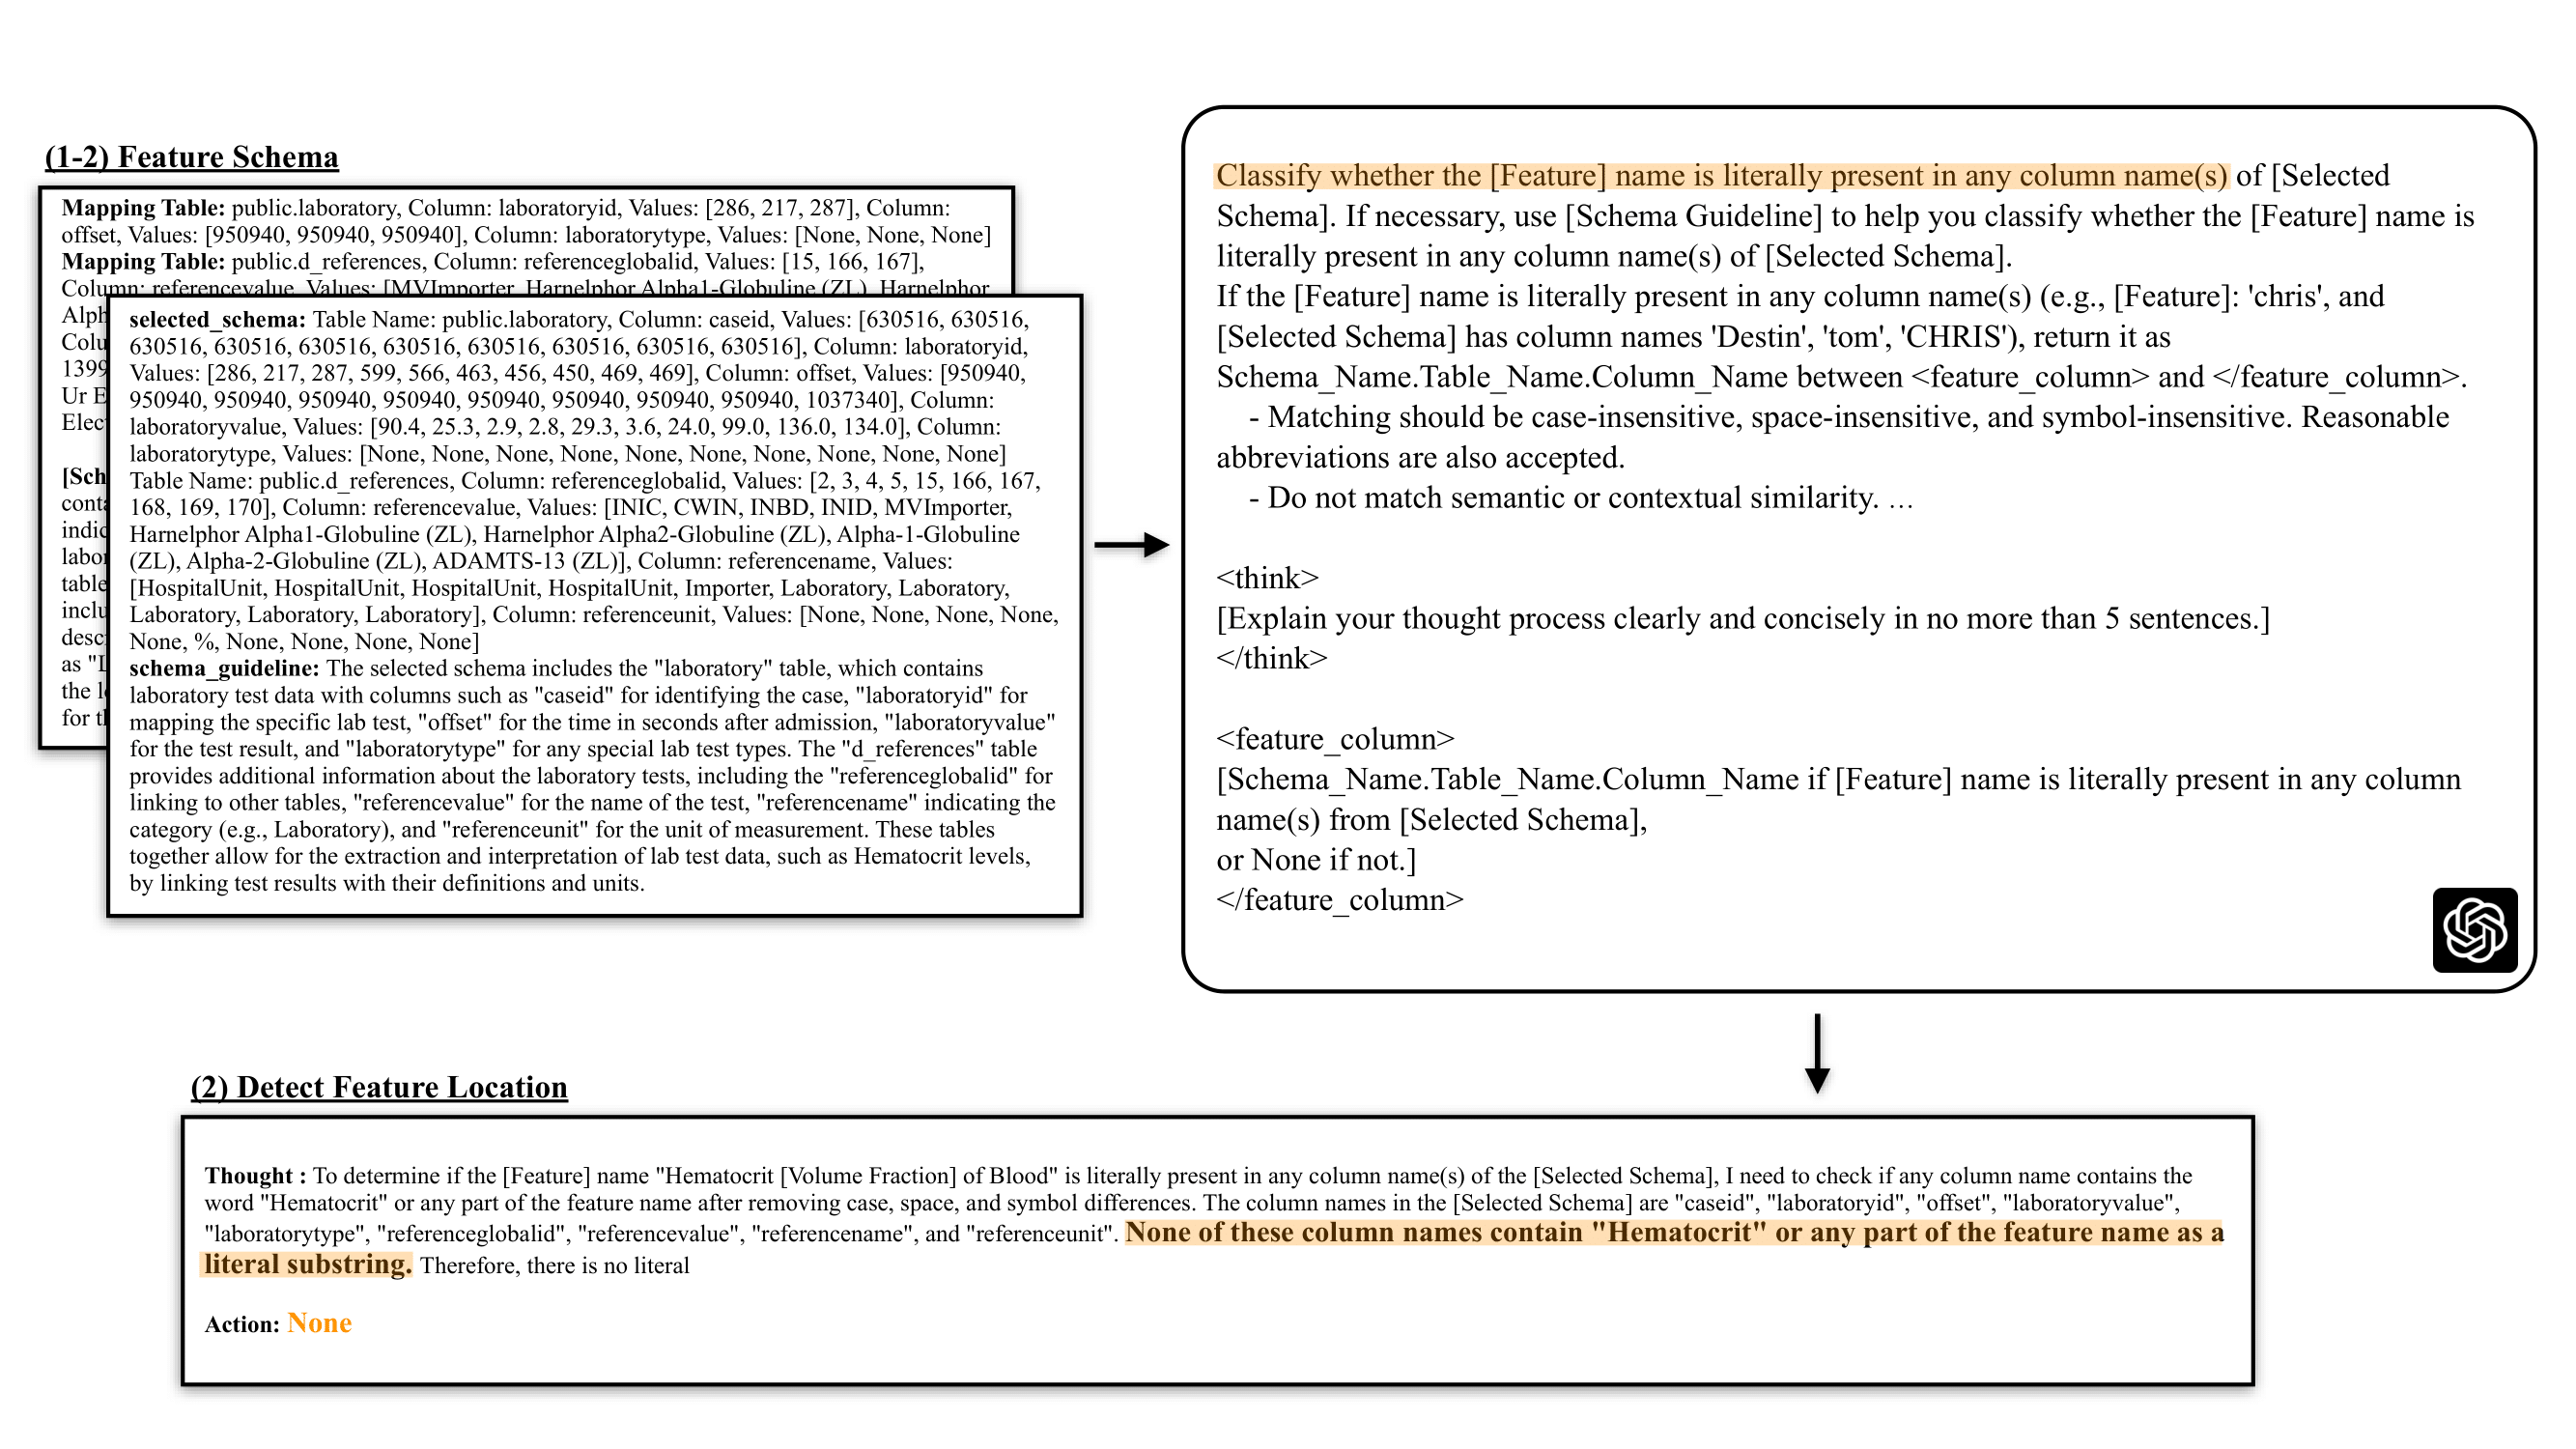 (1-2) Feature Schema
Mapping Table: public.laboratory, Column: laboratoryid, Values: [286, 217, 287], Column:
offset, Values: [950940, 950940, 950940], Column: laboratorytype, Values: [None, None, None]
Mapping Table: public.d_references, Column: referenceglobalid, Values: [15, 166, 167],
Column: referencevalue, Values: [MVImporter, Harnelphor Alpha1-Globuline (ZL), Harnelphor
1399
Ur E
[Sch
selected_schema: Table Name: public.laboratory, Column: caseid, Values: [630516, 630516,
630516, 630516, 630516, 630516, 630516, 630516, 630516, 630516], Column: laboratoryid,
Values: [286, 217, 287, 599, 566, 463, 456, 450, 469, 469], Column: offset, Values: [950940,
950940, 950940, 950940, 950940, 950940, 950940, 950940, 1037340], Column:
laboratoryvalue, Values: [90.4, 25.3, 2.9, 2.8, 29.3, 3.6, 24.0, 99.0, 136.0, 134.0], Column:
laboratorytype, Values: [None, None, None, None, None, None, None, None, None, None]
Table Name: public.d_references, Column: referenceglobalid, Values: [2, 3, 4, 5, 15, 166, 167,
168, 169, 170], Column: referencevalue, Values: [INIC, CWIN, INBD, INID, MVImporter,
Harnelphor Alpha1-Globuline (ZL), Harnelphor Alpha2-Globuline (ZL), Alpha-1-Globuline
(ZL), Alpha-2-Globuline (ZL), ADAMTS-13 (ZL)], Column: referencename, Values:
[HospitalUnit, HospitalUnit, HospitalUnit, HospitalUnit, Importer, Laboratory, Laboratory,
Laboratory, Laboratory, Laboratory], Column: referenceunit, Values: [None, None, None, None,
None, %, None, None, None, None]
schema_guideline: The selected schema includes the "laboratory" table, which contains
laboratory test data with columns such as "caseid" for identifying the case, "laboratoryid" for
mapping the specific lab test, "offset" for the time in seconds after admission, "laboratoryvalue"
for the test result, and "laboratorytype" for any special lab test types. The "d_references" table
provides additional information about the laboratory tests, including the "referenceglobalid" for
linking to other tables, "referencevalue" for the name of the test, "referencename" indicating the
category (e.g., Laboratory), and "referenceunit" for the unit of measurement. These tables
together allow for the extraction and interpretation of lab test data, such as Hematocrit levels,
by linking test results with their definitions and units.
Classify whether the [Feature] name is literally present in any column name(s) of [Selected
Schema]. If necessary, use [Schema Guideline] to help you classify whether the [Feature] name is
literally present in any column name(s) of [Selected Schema].
If the [Feature] name is literally present in any column name(s) (e.g., [Feature]: 'chris', and
[Selected Schema] has column names 'Destin', 'tom', 'CHRIS'), return it as
Schema_Name.Table_Name.Column_Name between <feature_column> and </feature_column>.
- Matching should be case-insensitive, space-insensitive, and symbol-insensitive. Reasonable
abbreviations are also accepted.
- Do not match semantic or contextual similarity. ...
<think>
[Explain your thought process clearly and concisely in no more than 5 sentences.]
</think>
<feature_column>
[Schema_Name.Table_Name.Column_Name if [Feature] name is literally present in any column
name(s) from [Selected Schema],
or None if not.]
</feature_column>
(2) Detect Feature Location
Thought : To determine if the [Feature] name "Hematocrit [Volume Fraction] of Blood" is literally present in any column name(s) of the [Selected Schema], I need to check if any column name contains the
word "Hematocrit" or any part of the feature name after removing case, space, and symbol differences. The column names in the [Selected Schema] are "caseid", "laboratoryid", "offset", "laboratoryvalue",
"laboratorytype", "referenceglobalid", "referencevalue", "referencename", and "referenceunit". None of these column names contain "Hematocrit" or any part of the feature name as a
literal substring. Therefore, there is no literal
Action: None